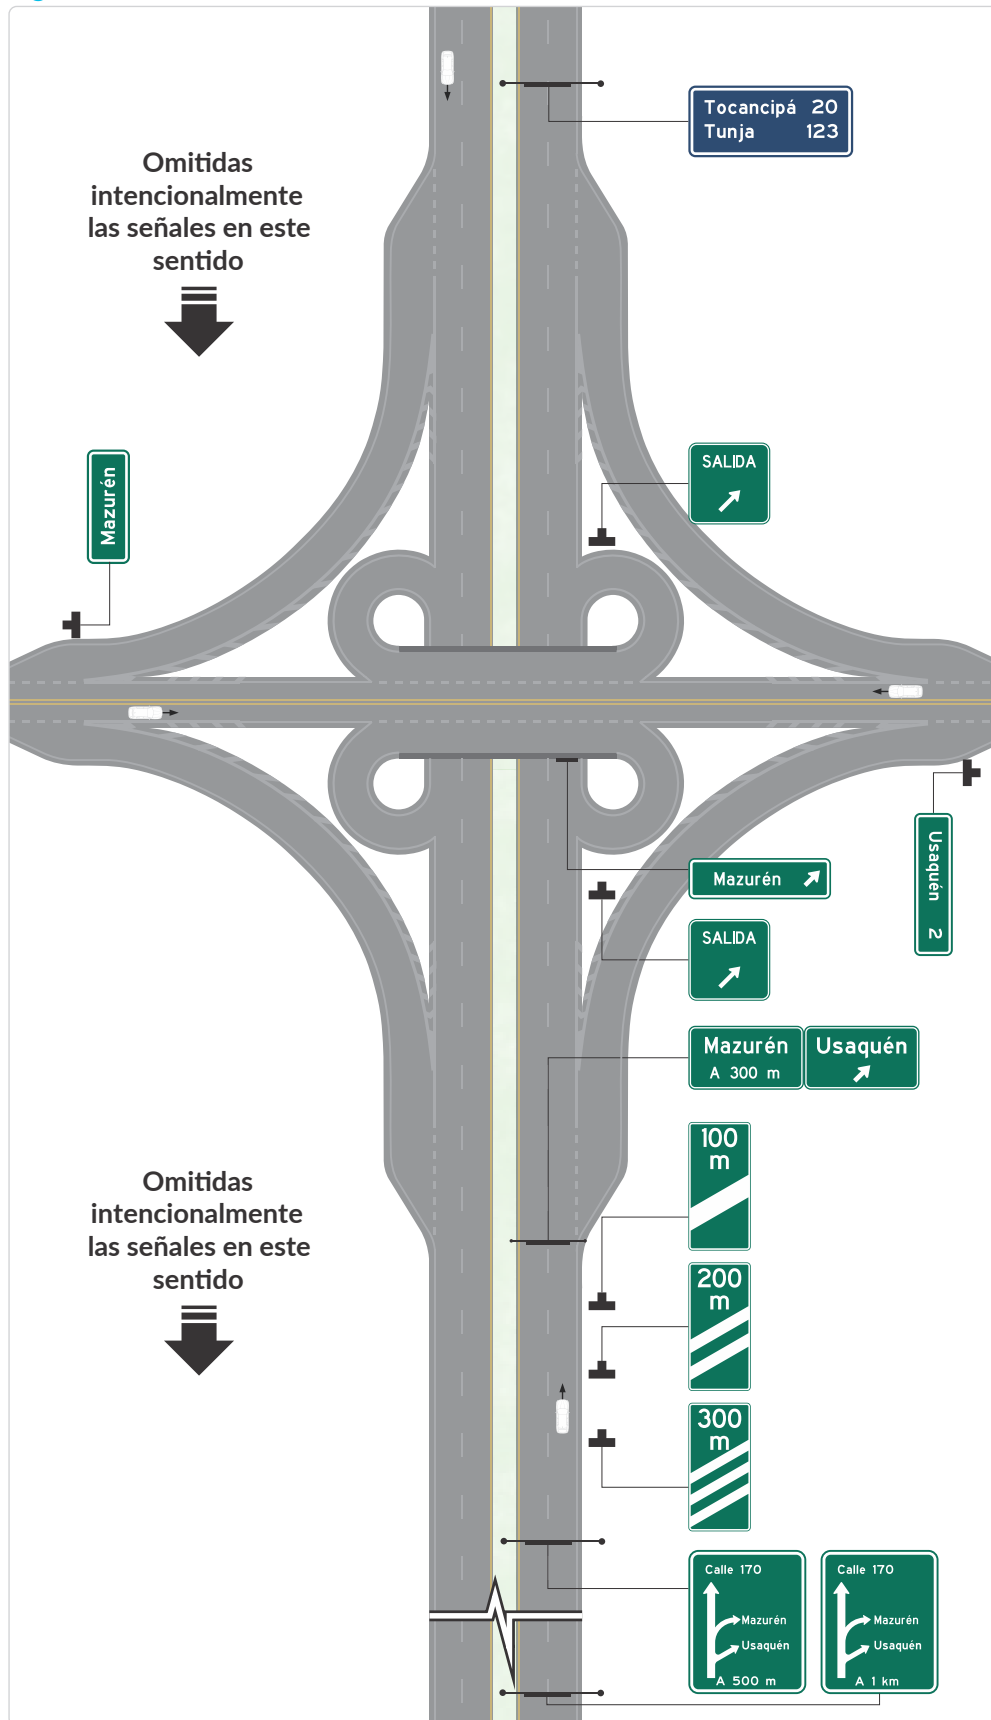 Tocancipá 20
Tunja 123
Omitidas
intencionalmente
las señales en este
sentido
SALIDA
Mazurén
Usaquén 2
Mazurén
SALIDA
Mazurén
A 300 m
Usaquén
100
m
Omitidas
intencionalmente
las señales en este
sentido
200
m
300
m
Calle 170
Mazurén
Usaquén
A 500 m
Calle 170
Mazurén
Usaquén
A 1 km